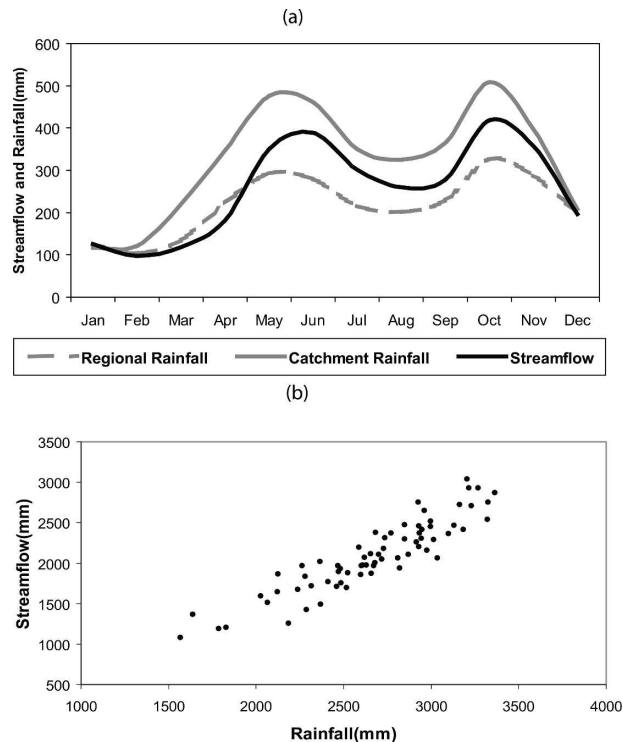 (a)
Streamflow and Rainfall(mm)
600
500
400
300
200
100
0
Jan Feb Mar Apr May Jun Jul Aug Sep Oct Nov Dec
Regional Rainfall Catchment Rainfall Streamflow
(b)
Streamflow(mm)
3500
3000
2500
2000
1500
1000
500
1000 1500 2000 2500 3000 3500 4000
Rainfall(mm)